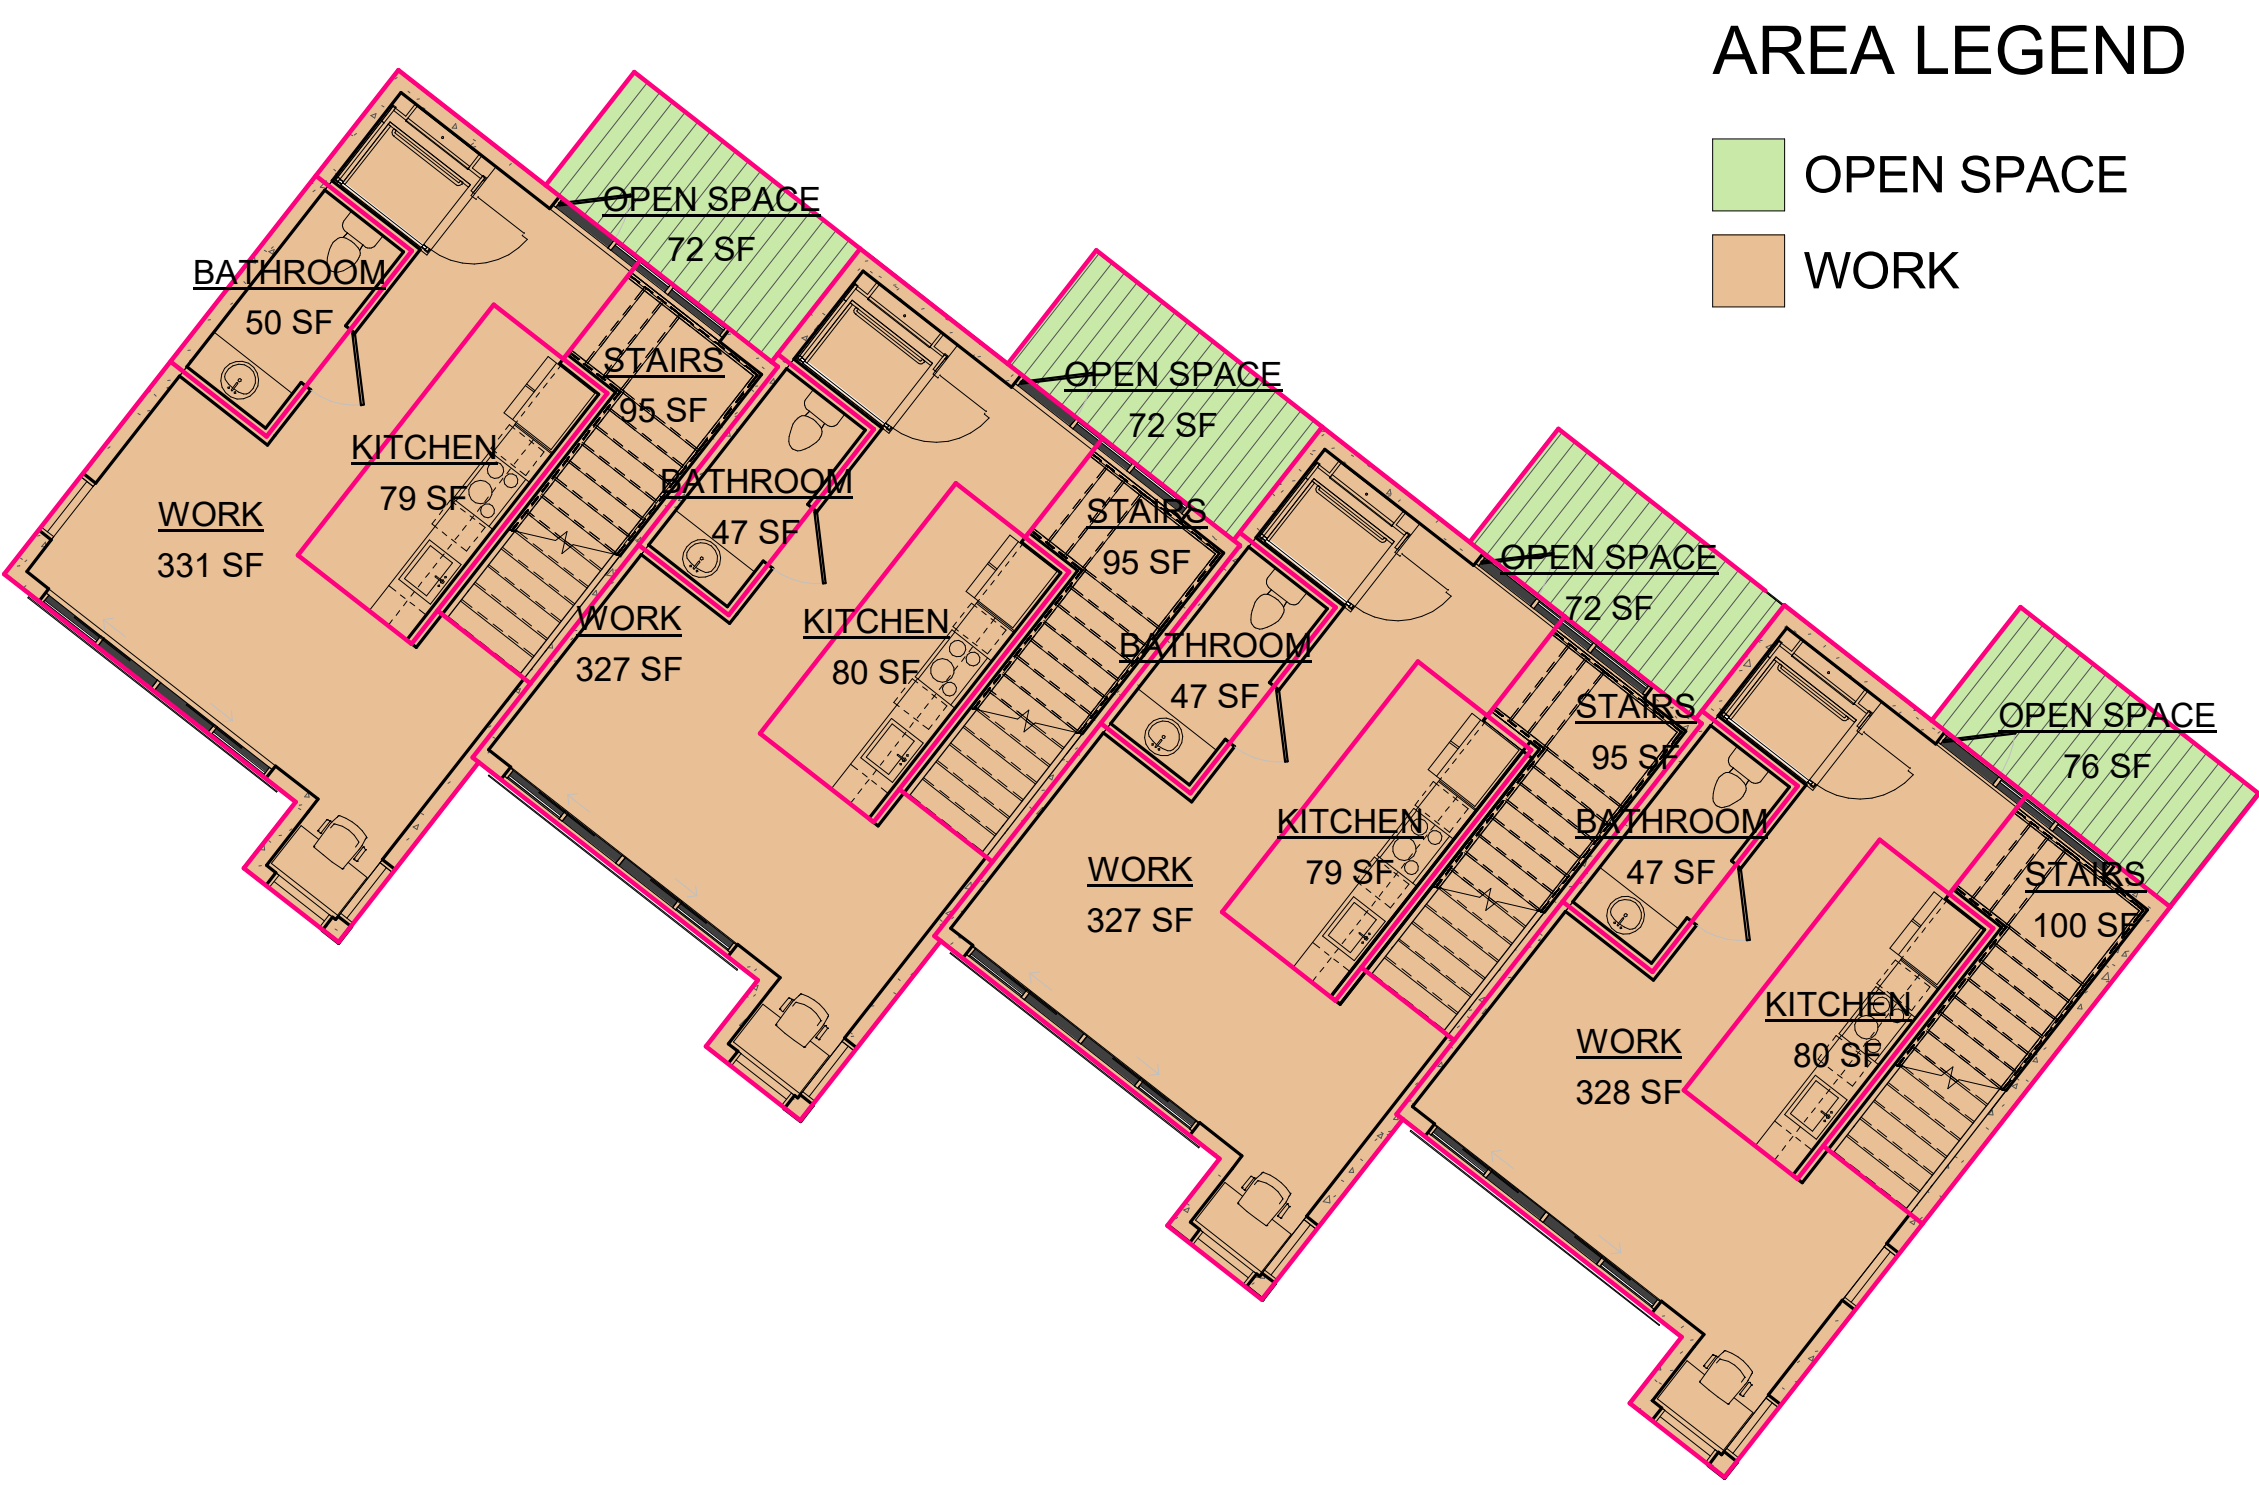 AREA LEGEND
OPEN SPACE
WORK
OPEN SPACE
72 SF
BATHROOM
50 SF
STAIRS
95 SF
KITCHEN
79 SF
WORK
331 SF
OPEN SPACE
72 SF
BATHROOM
47 SF
STAIRS
95 SF
KITCHEN
80 SF
WORK
327 SF
OPEN SPACE
72 SF
BATHROOM
47 SF
STAIRS
95 SF
KITCHEN
79 SF
WORK
327 SF
OPEN SPACE
76 SF
BATHROOM
47 SF
STAIRS
100 SF
KITCHEN
80 SF
WORK
328 SF